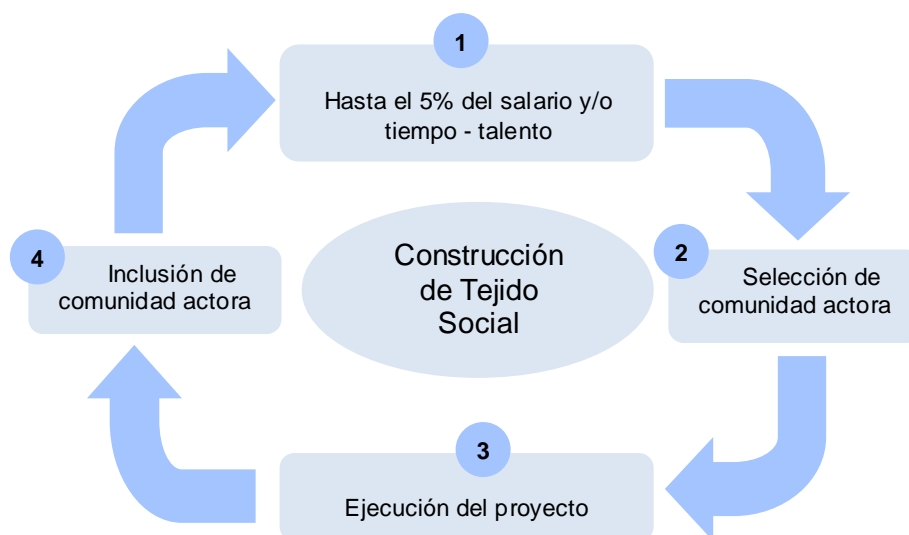 1
Hasta el 5% del salario y/o
tiempo - talento
2
Selección de
comunidad actora
3
Ejecución del proyecto
4
Inclusión de
comunidad actora
Construcción
de Tejido
Social